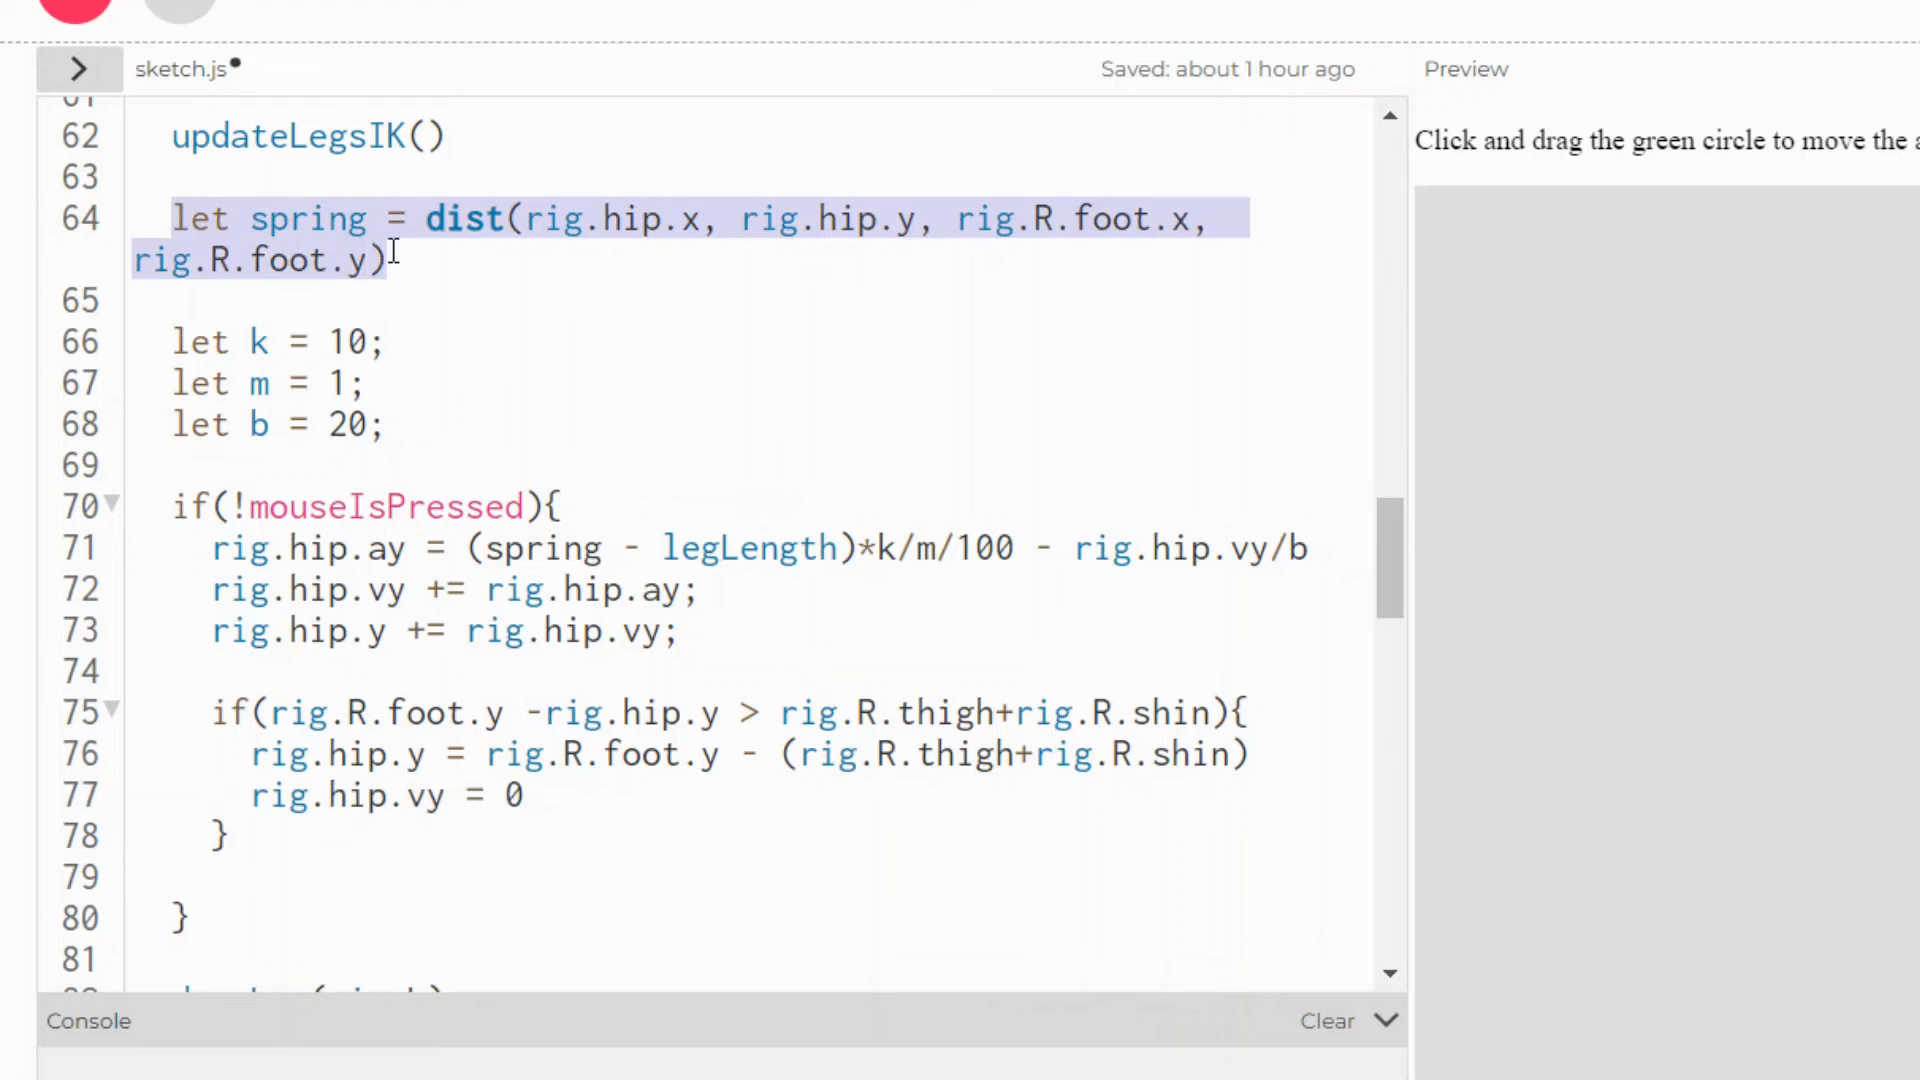 sketch.js
Saved: about 1 hour ago
Preview
61
62 updateLegsIK()
63
64 let spring = dist(rig.hip.x, rig.hip.y, rig.R.foot.x,
rig.R.foot.y)
65
66 let k = 10;
67 let m = 1;
68 let b = 20;
69
70 if(!mouseIsPressed){
71 rig.hip.ay = (spring - legLength)*k/m/100 - rig.hip.vy/b
72 rig.hip.vy += rig.hip.ay;
73 rig.hip.y += rig.hip.vy;
74
75 if(rig.R.foot.y -rig.hip.y > rig.R.thigh+rig.R.shin){
76 rig.hip.y = rig.R.foot.y - (rig.R.thigh+rig.R.shin)
77 rig.hip.vy = 0
78 }
79
80 }
81
Console
Clear
Click and drag the green circle to move the